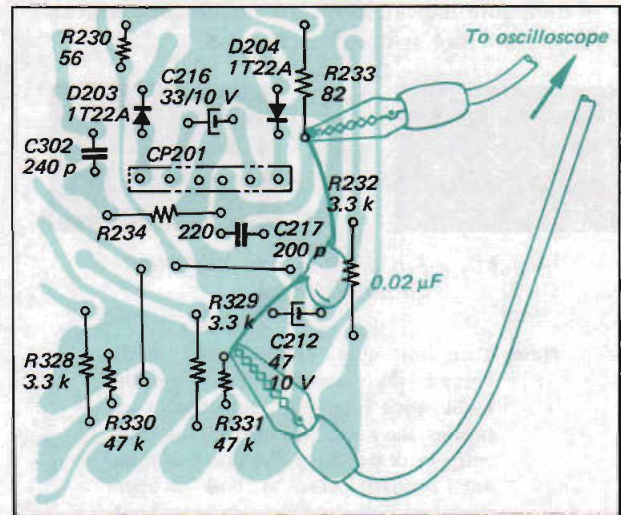 R230
56
D204
1T22A
To oscilloscope
C216
33/10 V
R233
82
D203
1T22A
C302
240 p
CP201
R232
3.3 k
R234
220
C217
200 p
0.02 µF
R329
3.3 k
C212
47
10 V
R328
3.3 k
R330
47 k
R331
47 k